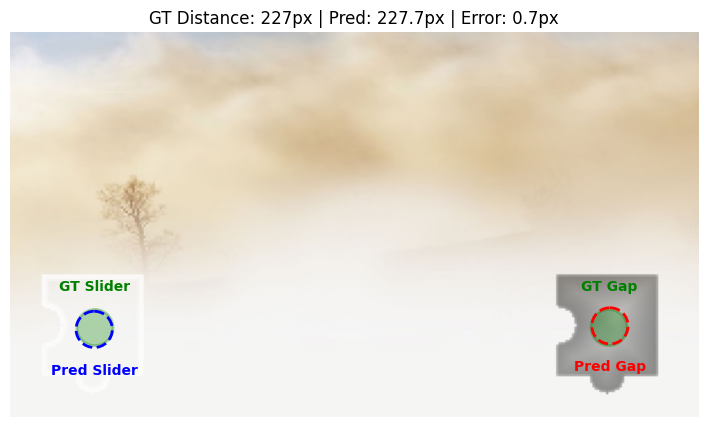 GT Distance: 227px | Pred: 227.7px | Error: 0.7px
GT Slider
GT Gap
Pred Slider
Pred Gap